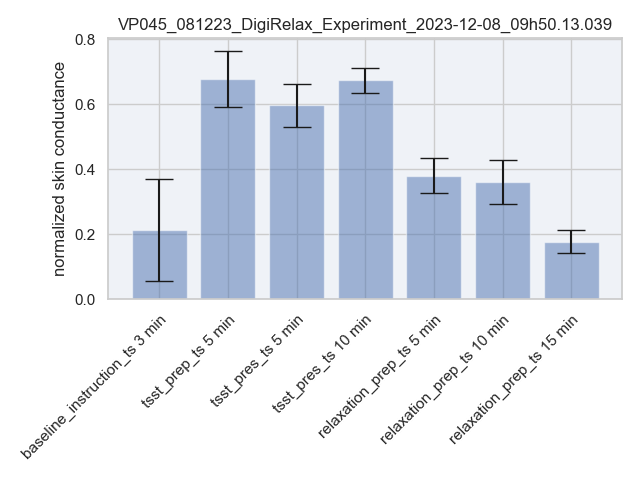 VP045_081223_DigiRelax_Experiment_2023-12-08_09h50.13.039
normalized skin conductance
0.8
0.6
0.4
0.2
0.0
baseline_instruction_ts 3 min
tsst_prep_ts 5 min
tsst_pres_ts 5 min
tsst_pres_ts 10 min
relaxation_prep_ts 5 min
relaxation_prep_ts 10 min
relaxation_prep_ts 15 min